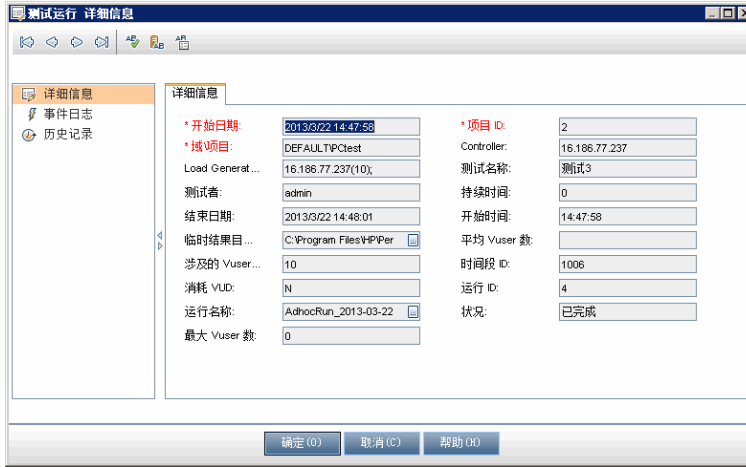 测试运行 详细信息
详细信息
事件日志
历史记录
详细信息
*开始日期: 2013/3/22 14:47:58 *项目 ID: 2
*域\项目: DEFAULT\PCtest Controller: 16.186.77.237
Load Generat... 16.186.77.237(10); 测试名称: 测试3
测试者: admin 持续时间: 0
结束日期: 2013/3/22 14:48:01 开始时间: 14:47:58
临时结果目... C:\Program Files\HP\Per 平均 Vuser 数:
涉及的 Vuser... 10 时间段 ID: 1006
消耗 VUD: N 运行 ID: 4
运行名称: AdhocRun_2013-03-22 状况: 已完成
最大 Vuser 数: 0
确定(O) 取消(C) 帮助(H)